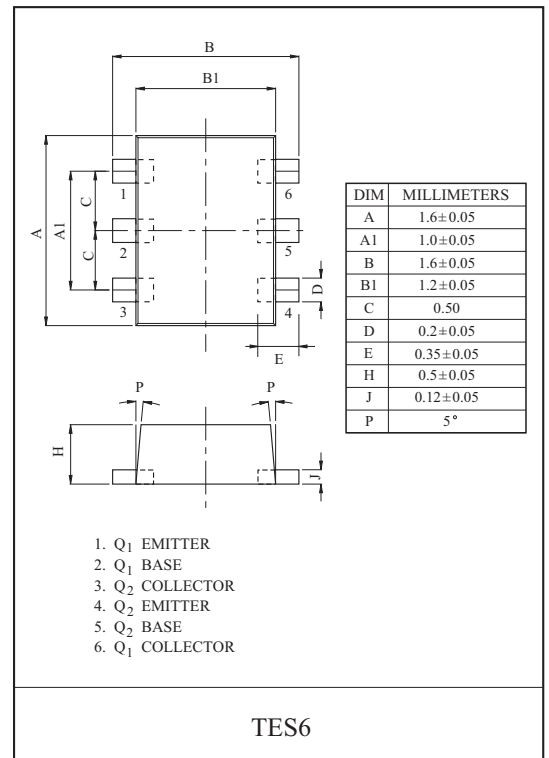 B
B1
A
A1
C
C
1
2
3
6
5
4
D
E
P
P
H
J
DIM MILLIMETERS
A 1.6±0.05
A1 1.0±0.05
B 1.6±0.05
B1 1.2±0.05
C 0.50
D 0.2±0.05
E 0.35±0.05
H 0.5±0.05
J 0.12±0.05
P 5°
1. Q1 EMITTER
2. Q1 BASE
3. Q2 COLLECTOR
4. Q2 EMITTER
5. Q2 BASE
6. Q1 COLLECTOR
TES6